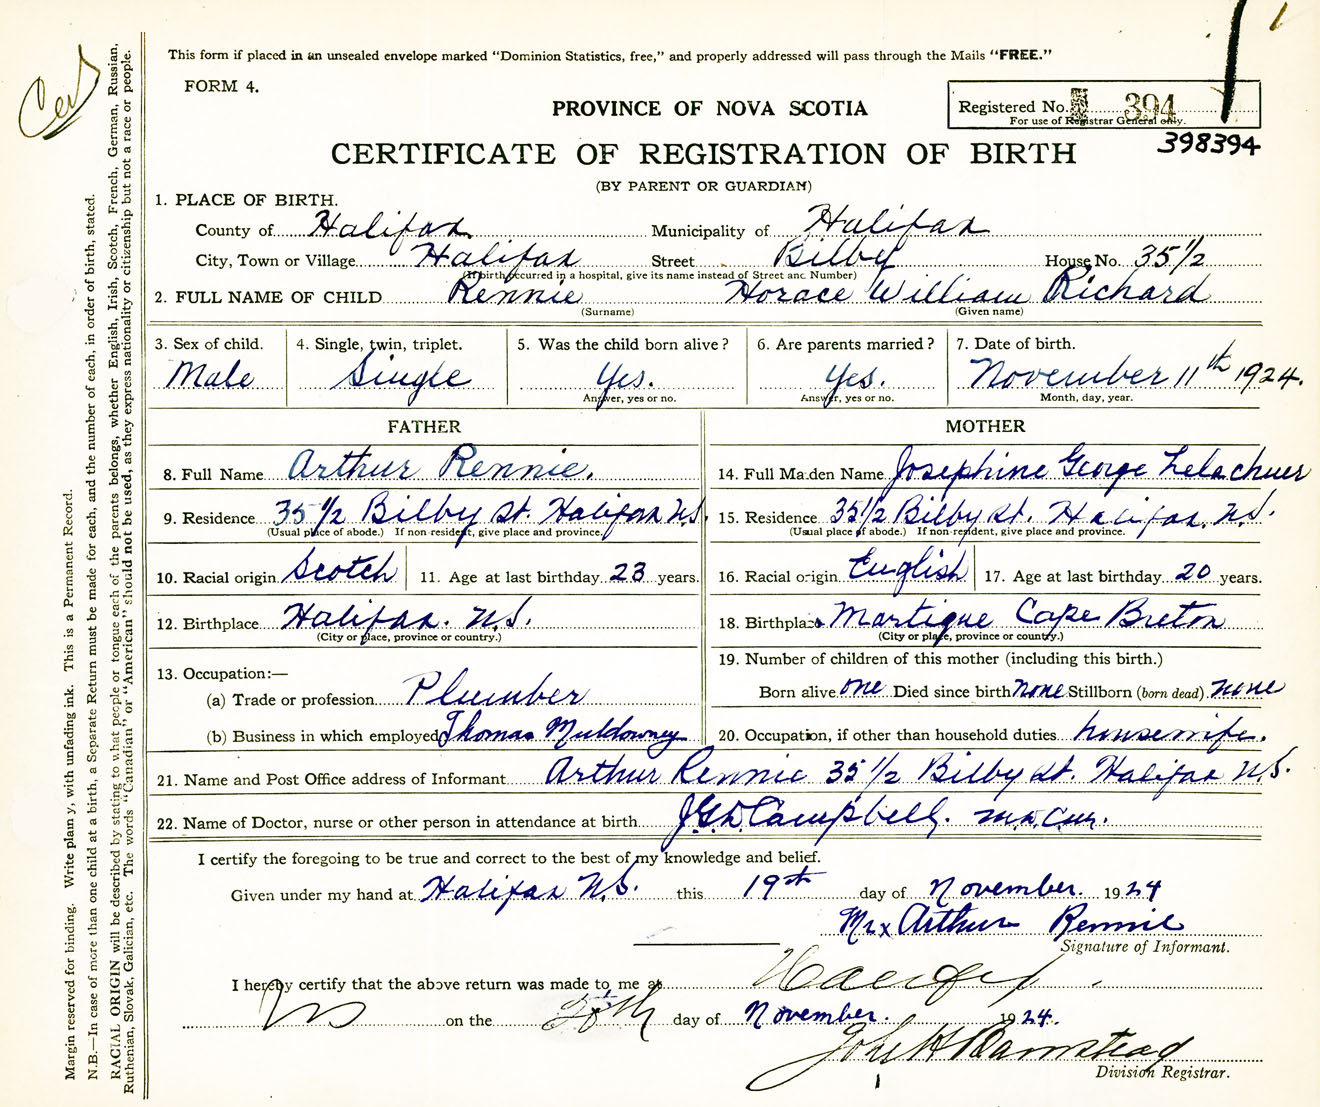 This form if placed in an unsealed envelope marked "Dominion Statistics, free," and properly addressed will pass through the Mails "FREE."
FORM 4.
PROVINCE OF NOVA SCOTIA
Registered No. 394
For use of Registrar General only.
398394
CERTIFICATE OF REGISTRATION OF BIRTH
(BY PARENT OR GUARDIAN)
1. PLACE OF BIRTH.
County of Halifax Municipality of Halifax
City, Town or Village Halifax Street Bilby House No. 35 1/2
(If birth occurred in a hospital, give its name instead of Street and Number)
2. FULL NAME OF CHILD Rennie Horace William Richard
(Surname) (Given name)
3. Sex of child. 4. Single, twin, triplet. 5. Was the child born alive? 6. Are parents married? 7. Date of birth.
Male Single Yes. Yes. November 11th 1924.
Answer, yes or no. Answer, yes or no. Month, day, year.
FATHER
8. Full Name Arthur Rennie.
9. Residence 35 1/2 Bilby St. Halifax N.S.
(Usual place of abode.) If non-resident, give place and province.
10. Racial origin Scotch 11. Age at last birthday 23 years.
12. Birthplace Halifax. N.S.
(City or place, province or country.)
13. Occupation:—
(a) Trade or profession Plumber
(b) Business in which employed Thomas Muldowney
MOTHER
14. Full Maiden Name Josephine George
15. Residence 35 1/2 Bilby St. Halifax. N.S.
(Usual place of abode.) If non-resident, give place and province.
16. Racial origin English 17. Age at last birthday 20 years.
18. Birthplace Martique Cape Breton
(City or place, province or country.)
19. Number of children of this mother (including this birth.)
Born alive one Died since birth none Stillborn (born dead) none
20. Occupation, if other than household duties housewife.
21. Name and Post Office address of Informant Arthur Rennie 35 1/2 Bilby St. Halifax N.S.
22. Name of Doctor, nurse or other person in attendance at birth Campbell. M.D.C.M.
I certify the foregoing to be true and correct to the best of my knowledge and belief.
Given under my hand at Halifax N.S. this 19th day of November. 1924
Mrs Arthur Rennie
Signature of Informant.
I hereby certify that the above return was made to me at Halifax
NS on the 20th day of November. 1924.
Division Registrar.
Margin reserved for binding. Write plainly, with unfading ink. This is a Permanent Record.
N.B.—In case of more than one child at a birth, a Separate Return must be made for each, and the number of each, in order of birth, stated.
RACIAL ORIGIN will be described by stating to what people or tongue each of the parents belongs, whether English, Irish, Scotch, French, German, Russian,
Ruthenian, Slovak, Galician, etc. The words "Canadian" or "American" should not be used, as they express nationality or citizenship but not a race or people.